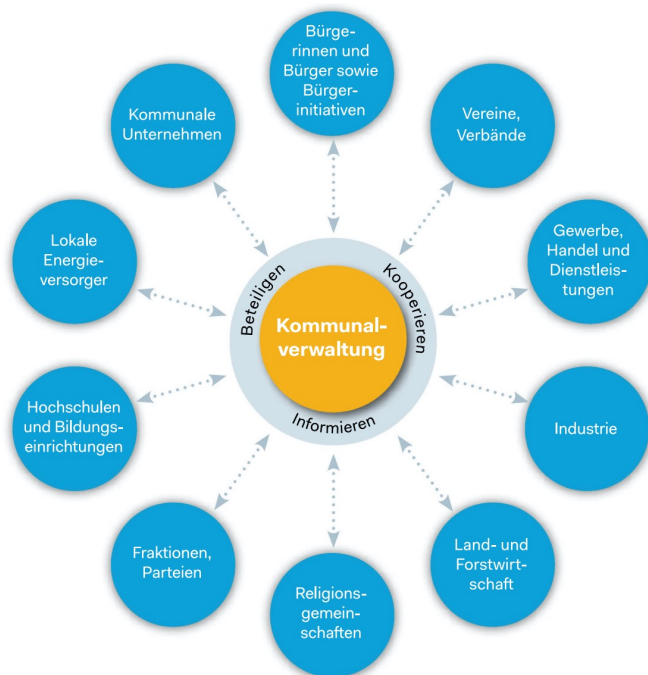 Bürge-
rinnen und
Bürger sowie
Bürger-
initiativen
Vereine,
Verbände
Gewerbe,
Handel und
Dienstleis-
tungen
Industrie
Land- und
Forstwirt-
schaft
Religions-
gemein-
schaften
Fraktionen,
Parteien
Hochschulen
und Bildungs-
einrichtungen
Lokale
Energie-
versorger
Kommunale
Unternehmen
Beteiligen
Kooperieren
Informieren
Kommunal-
verwaltung